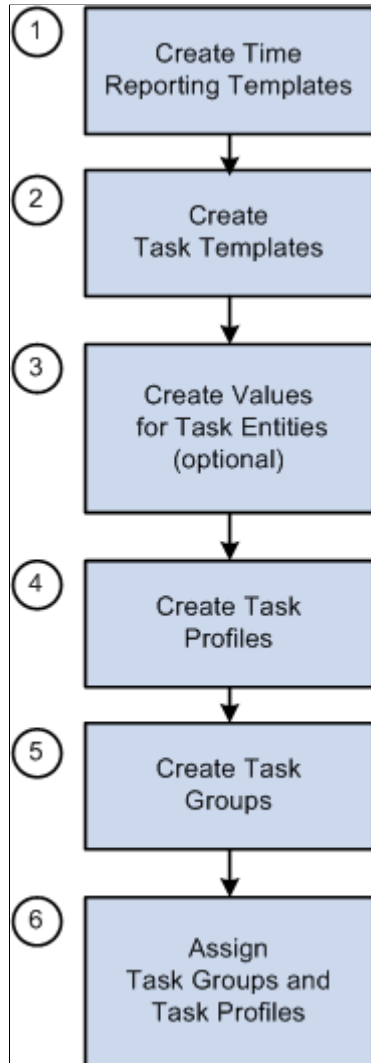 1
Create Time
Reporting Templates
2
Create
Task Templates
3
Create Values
for Task Entities
(optional)
4
Create Task
Profiles
5
Create Task
Groups
6
Assign
Task Groups and
Task Profiles